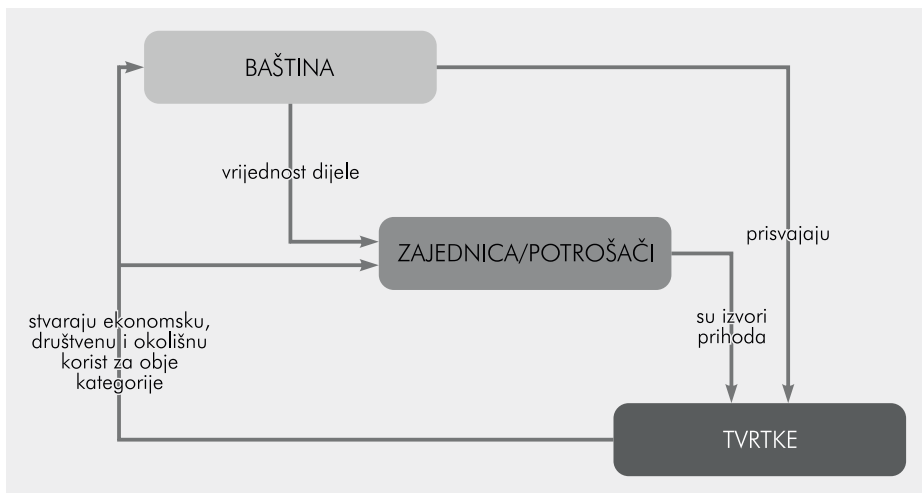 BAŠTINA
vrijednost dijele
ZAJEDNICA/POTROŠAČI
prisvajaju
su izvori
prihoda
stvaraju ekonomsku,
društvenu i okolišnu
korist za obje
kategorije
TVRTKE